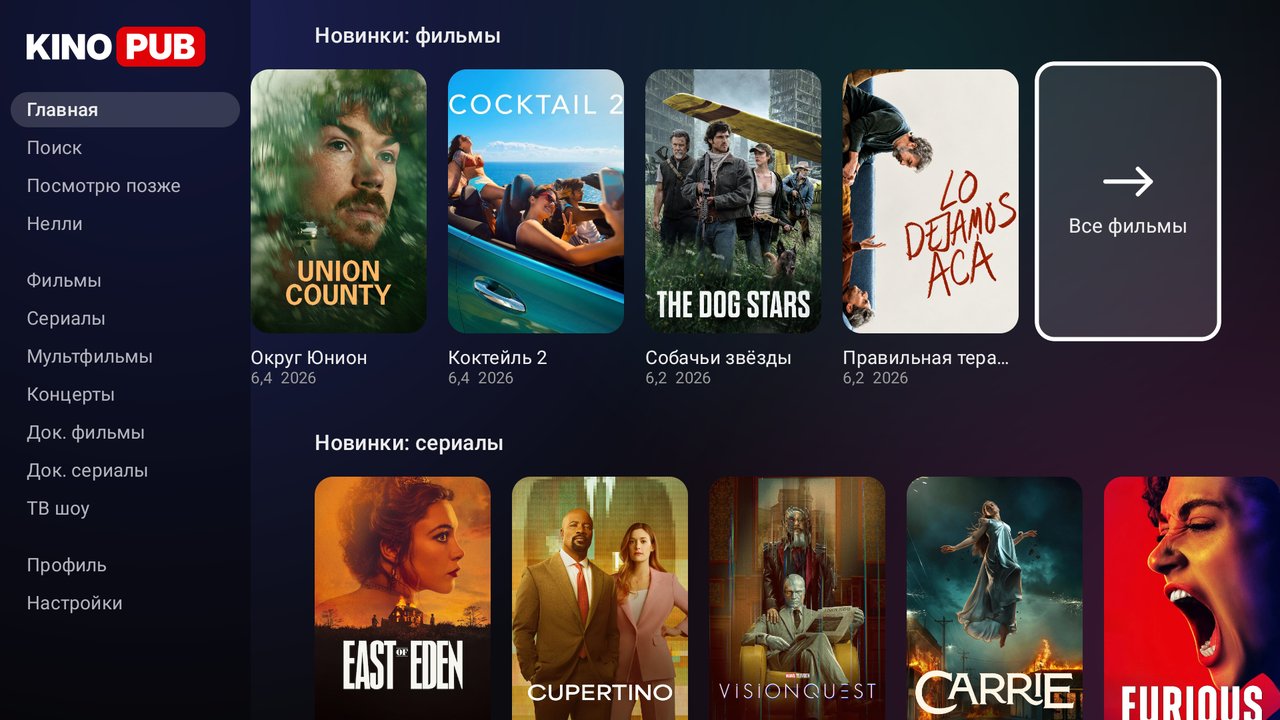 KINO PUB
Главная
Поиск
Посмотрю позже
Нелли
Фильмы
Сериалы
Мультфильмы
Концерты
Док. фильмы
Док. сериалы
ТВ шоу
Профиль
Настройки
Новинки: фильмы
UNION
COUNTY
COCKTAIL 2
THE DOG STARS
LO
DEJAMOS
ACÁ
Все фильмы
Округ Юнион
6,4 2026
Коктейль 2
6,4 2026
Собачьи звёзды
6,2 2026
Правильная тера…
6,2 2026
Новинки: сериалы
EAST OF EDEN
CUPERTINO
VISIONQUEST
CARRIE
FURIOUS